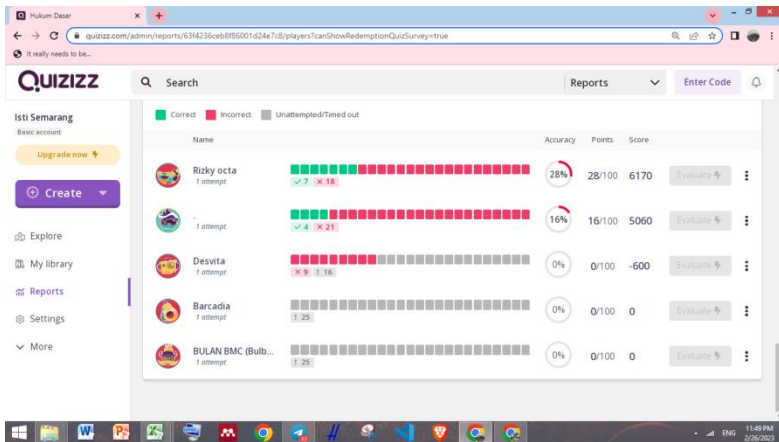 Hukum Dasar
quizizz.com/admin/reports/63f4236ceb8f86001d24e7c8/players?canShowRedemptionQuizSurvey=true
It really needs to be...
QUIZIZZ
Search
Reports
Enter Code
Isti Semarang
Basic account
Upgrade now
Create
Explore
My library
Reports
Settings
More
Correct Incorrect Unattempted/Timed out
Name Accuracy Points Score
Rizky octa
1 attempt
7 18
28% 28/100 6170 Evaluate
.
1 attempt
4 21
16% 16/100 5060 Evaluate
Desvita
1 attempt
9 ! 16
0% 0/100 -600 Evaluate
Barcadia
1 attempt
! 25
0% 0/100 0 Evaluate
BULAN BMC (Bulb...
1 attempt
! 25
0% 0/100 0 Evaluate
ENG
11:49 PM
2/26/2023